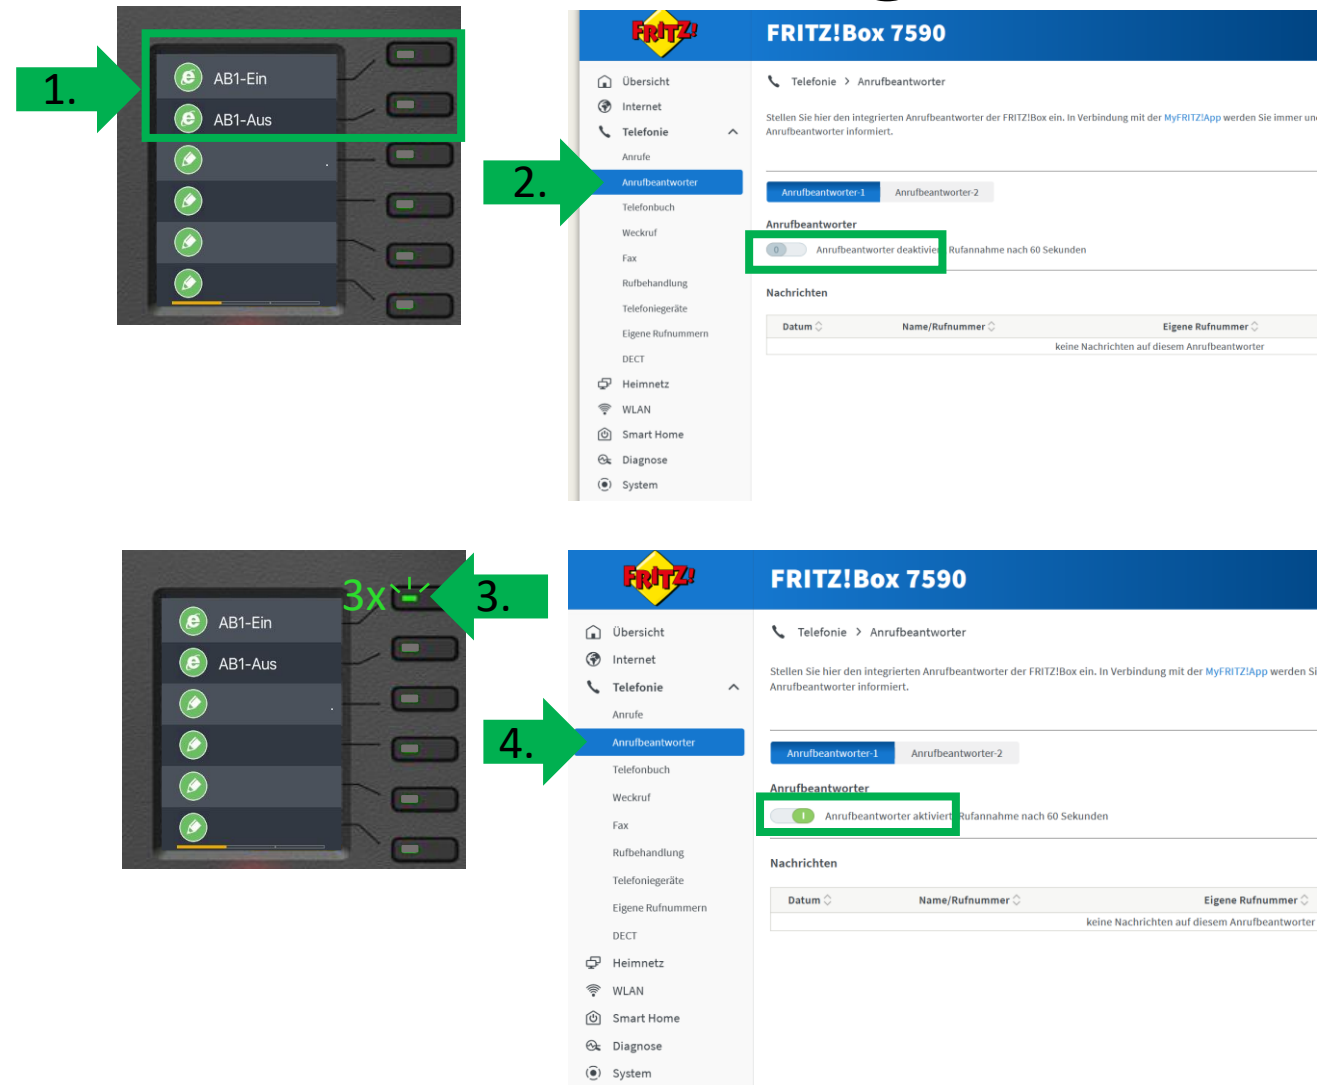 1.
AB1-Ein
AB1-Aus
2.
FRITZ!
FRITZ!Box 7590
Übersicht
Internet
Telefonie
Anrufe
Anrufbeantworter
Telefonbuch
Weckruf
Fax
Rufbehandlung
Telefoniegeräte
Eigene Rufnummern
DECT
Heimnetz
WLAN
Smart Home
Diagnose
System
Telefonie > Anrufbeantworter
Stellen Sie hier den integrierten Anrufbeantworter der FRITZ!Box ein. In Verbindung mit der MyFRITZ!App werden Sie immer
Anrufbeantworter informiert.
Anrufbeantworter-1 Anrufbeantworter-2
Anrufbeantworter
Anrufbeantworter deaktiviert Rufannahme nach 60 Sekunden
Nachrichten
Datum Name/Rufnummer Eigene Rufnummer
keine Nachrichten auf diesem Anrufbeantworter
3x
3.
AB1-Ein
AB1-Aus
4.
FRITZ!
FRITZ!Box 7590
Übersicht
Internet
Telefonie
Anrufe
Anrufbeantworter
Telefonbuch
Weckruf
Fax
Rufbehandlung
Telefoniegeräte
Eigene Rufnummern
DECT
Heimnetz
WLAN
Smart Home
Diagnose
System
Telefonie > Anrufbeantworter
Stellen Sie hier den integrierten Anrufbeantworter der FRITZ!Box ein. In Verbindung mit der MyFRITZ!App werden
Anrufbeantworter informiert.
Anrufbeantworter-1 Anrufbeantworter-2
Anrufbeantworter
Anrufbeantworter aktiviert Rufannahme nach 60 Sekunden
Nachrichten
Datum Name/Rufnummer Eigene Rufnummer
keine Nachrichten auf diesem Anrufbeantworter